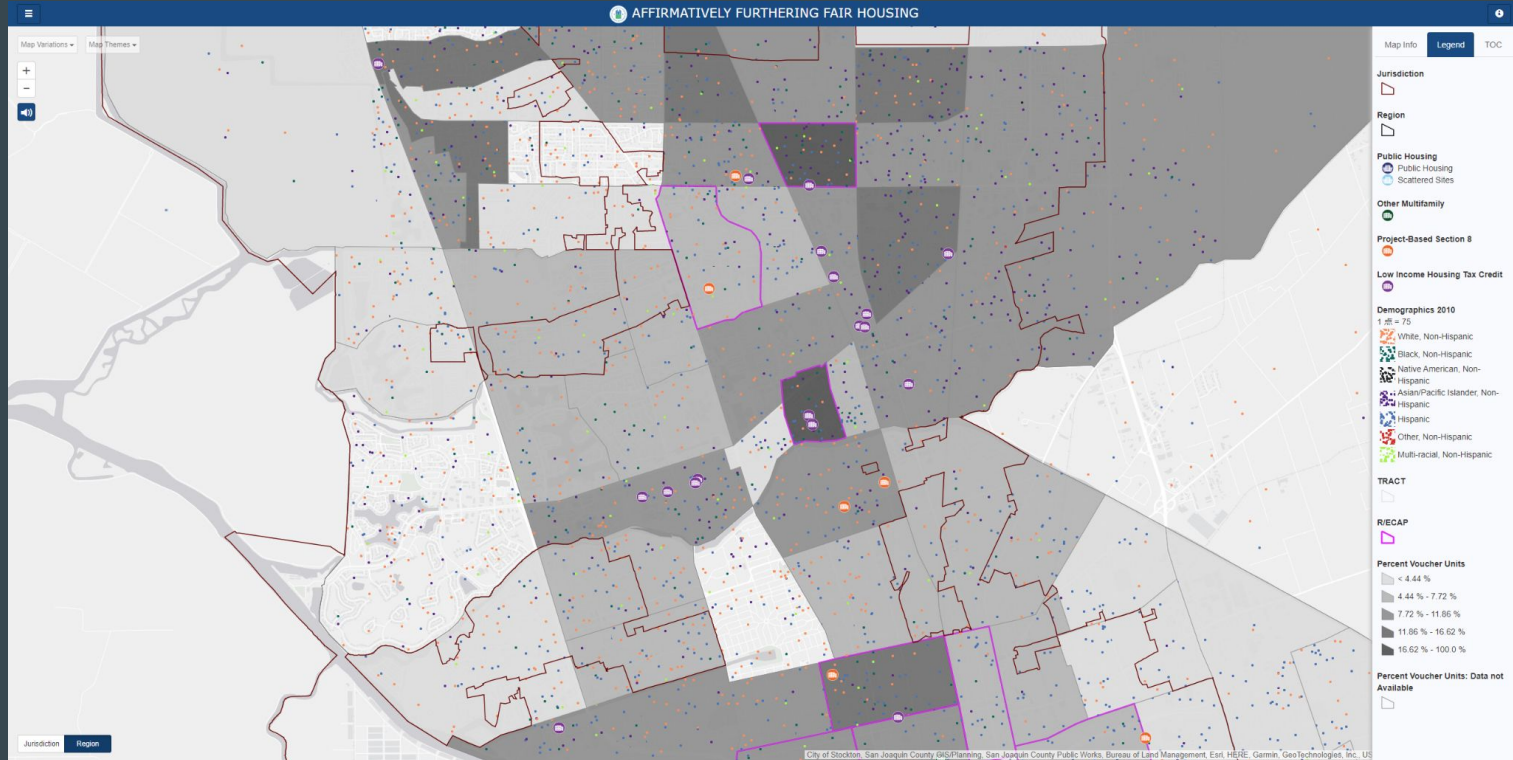 AFFIRMATIVELY FURTHERING FAIR HOUSING
Map Variations
Map Themes
+
−
Map Info
Legend
TOC
Jurisdiction
Region
Public Housing
Public Housing
Scattered Sites
Other Multifamily
Project-Based Section 8
Low Income Housing Tax Credit
Demographics 2010
1 = 75
White, Non-Hispanic
Black, Non-Hispanic
Native American, Non-
Hispanic
Asian/Pacific Islander, Non-
Hispanic
Hispanic
Other, Non-Hispanic
Multi-racial, Non-Hispanic
TRACT
R/ECAP
Percent Voucher Units
< 4.44 %
4.44 % - 7.72 %
7.72 % - 11.86 %
11.86 % - 16.62 %
16.62 % - 100.0 %
Percent Voucher Units: Data not
Available
Jurisdiction
Region
City of Stockton, San Joaquin County GIS/Planning, San Joaquin County Public Works, Bureau of Land Management, Esri, HERE, Garmin, GeoTechnologies, Inc., US